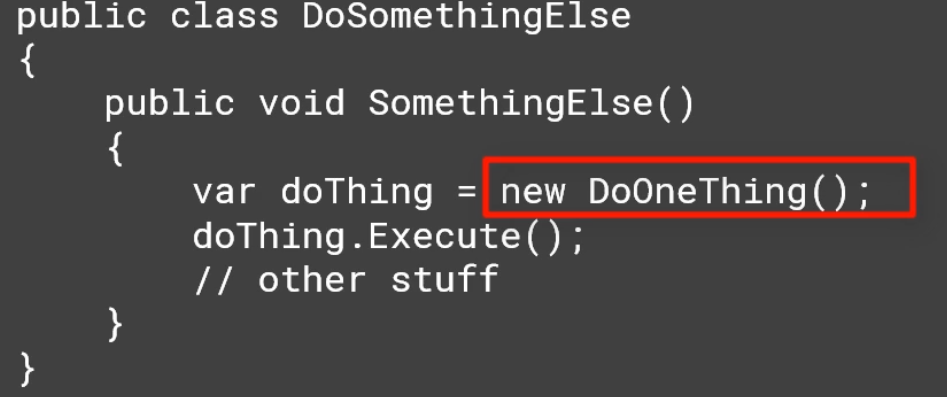 public class DoSomethingElse
{
    public void SomethingElse()
    {
        var doThing = new DoOneThing();
        doThing.Execute();
        // other stuff
    }
}